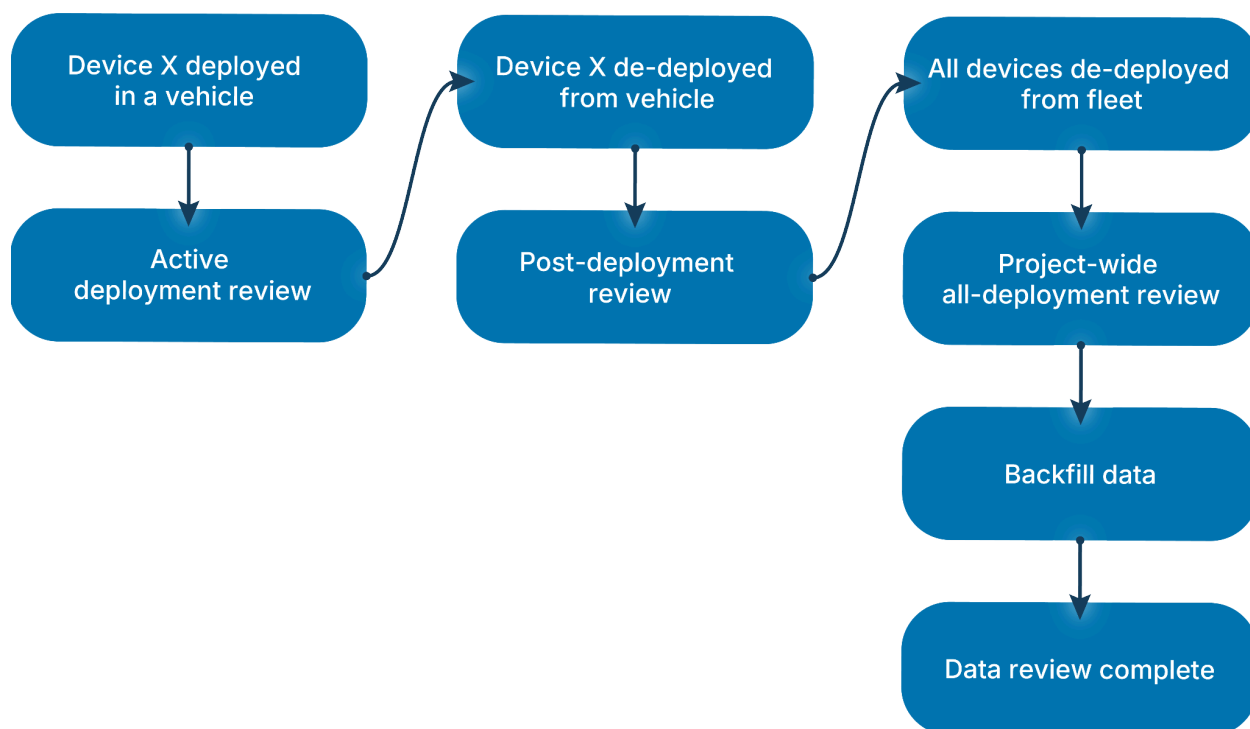 Device X deployed
in a vehicle
Active
deployment review
Device X de-deployed
from vehicle
Post-deployment
review
All devices de-deployed
from fleet
Project-wide
all-deployment review
Backfill data
Data review complete